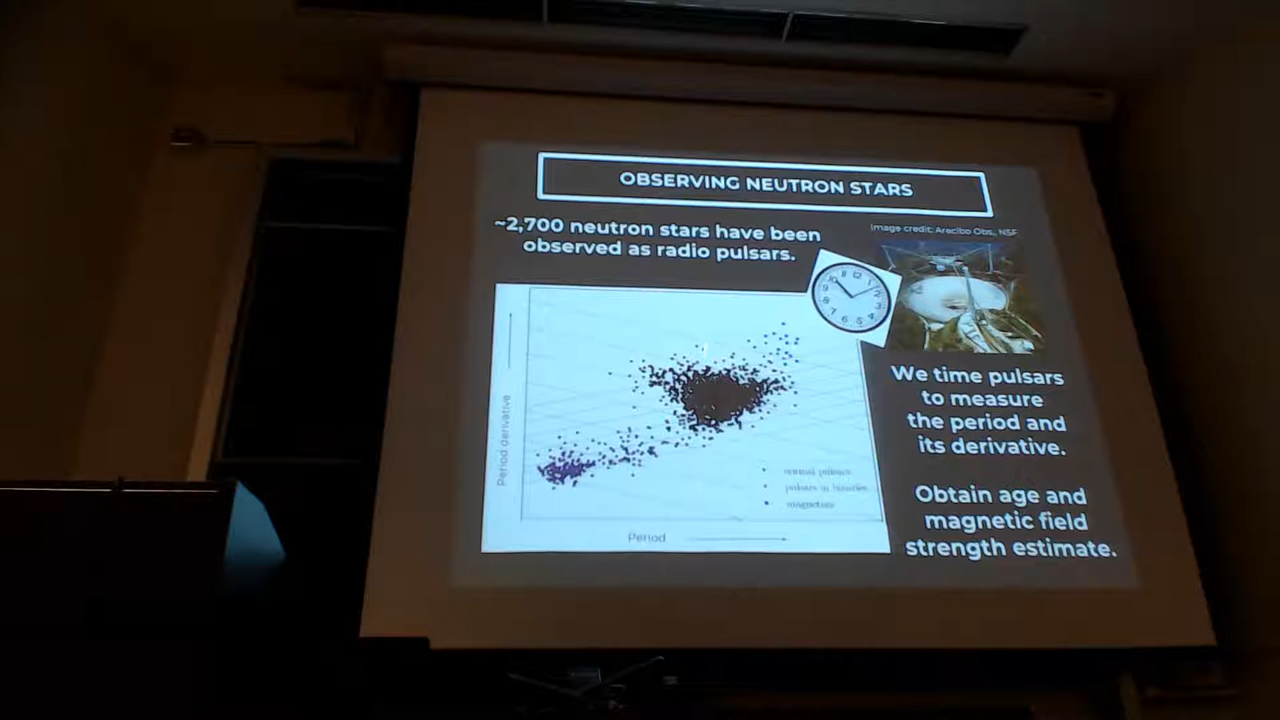 OBSERVING NEUTRON STARS
~2,700 neutron stars have been
observed as radio pulsars.
Image credit: Arecibo Obs., NSF
Period derivative
normal pulsars
pulsars in binaries
magnetars
Period
We time pulsars
to measure
the period and
its derivative.
Obtain age and
magnetic field
strength estimate.